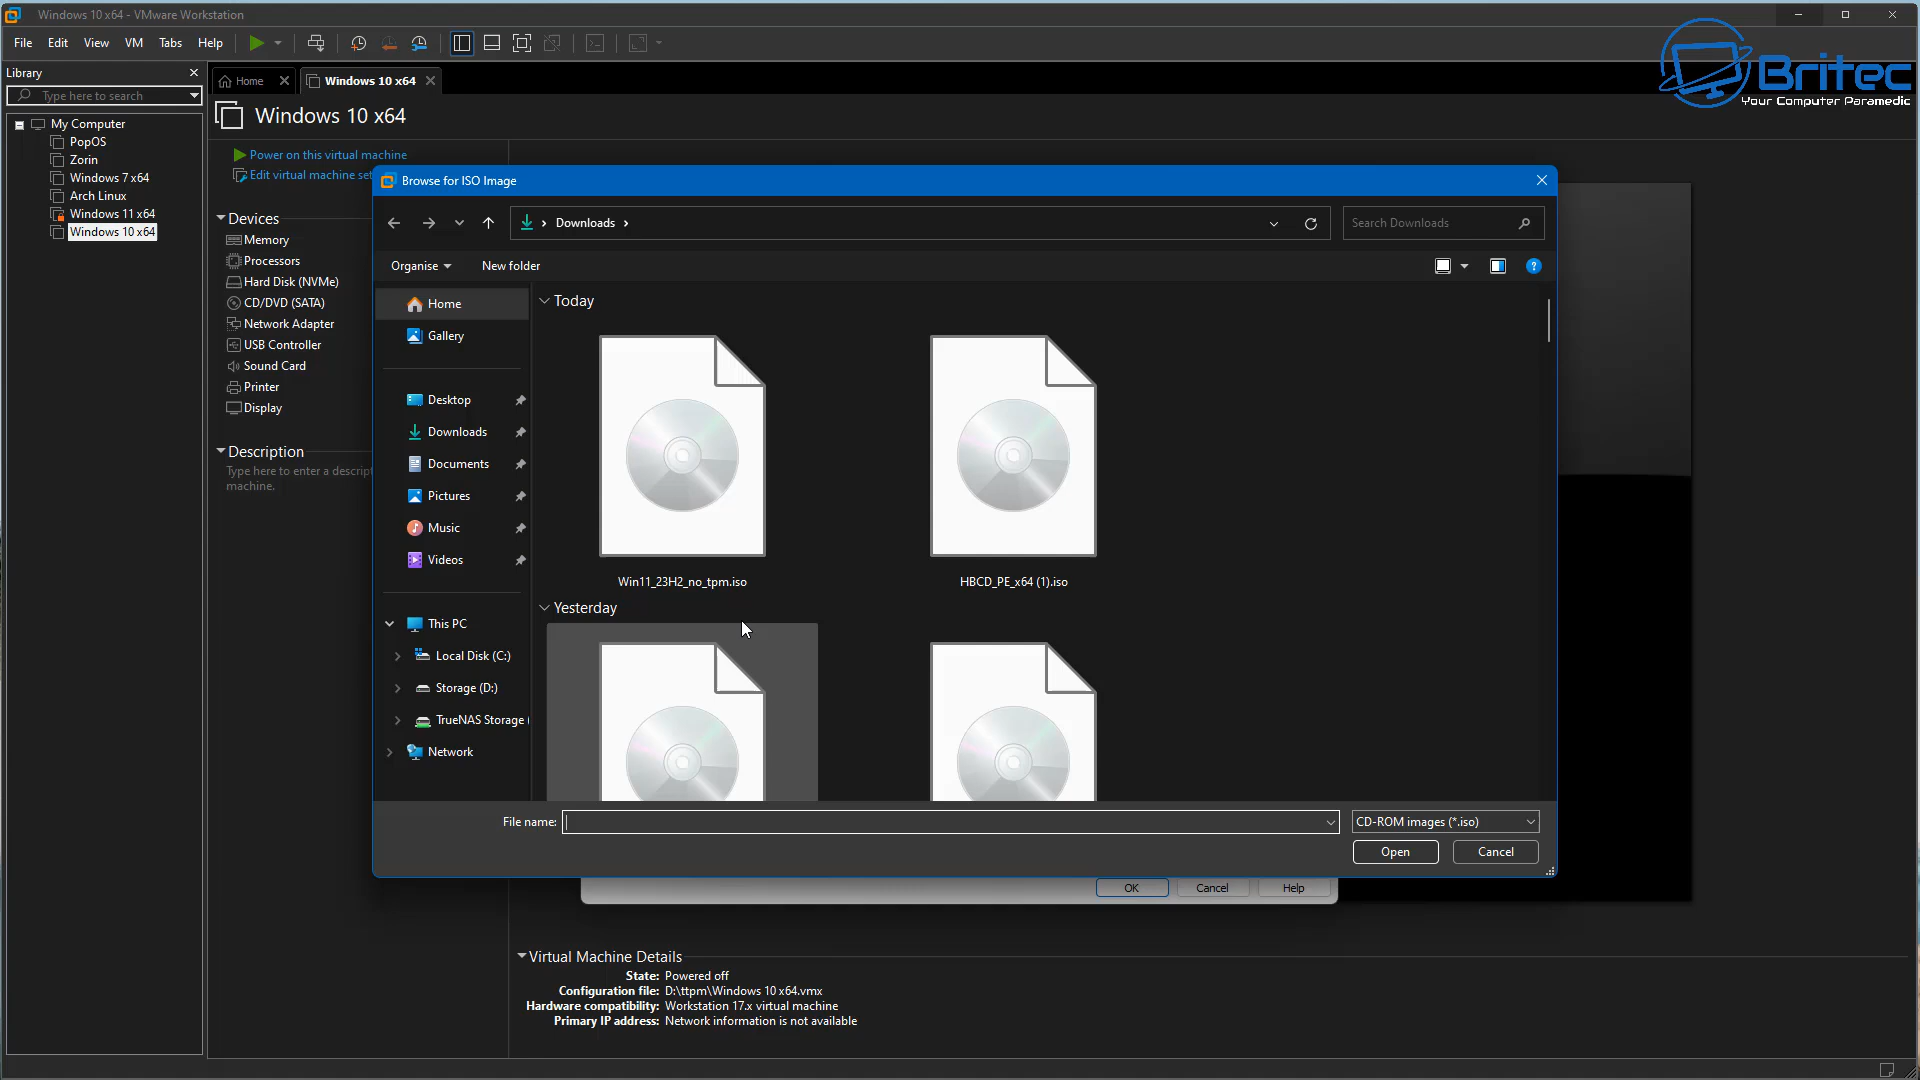 Windows 10 x64 - VMware Workstation
File Edit View VM Tabs Help
Britec
Your Computer Paramedic
Library
Type here to search
My Computer
PopOS
Zorin
Windows 7 x64
Arch Linux
Windows 11 x64
Windows 10 x64
Home
Windows 10 x64
Windows 10 x64
Power on this virtual machine
Edit virtual machine set
Devices
Memory
Processors
Hard Disk (NVMe)
CD/DVD (SATA)
Network Adapter
USB Controller
Sound Card
Printer
Display
Description
Type here to enter a descript
machine.
Browse for ISO Image
Downloads
Search Downloads
Organise
New folder
Home
Gallery
Desktop
Downloads
Documents
Pictures
Music
Videos
This PC
Local Disk (C:)
Storage (D:)
TrueNAS Storage (
Network
Today
Win11_23H2_no_tpm.iso
HBCD_PE_x64 (1).iso
Yesterday
File name:
CD-ROM images (*.iso)
Open
Cancel
OK
Cancel
Help
Virtual Machine Details
State: Powered off
Configuration file: D:\ttpm\Windows 10 x64.vmx
Hardware compatibility: Workstation 17.x virtual machine
Primary IP address: Network information is not available